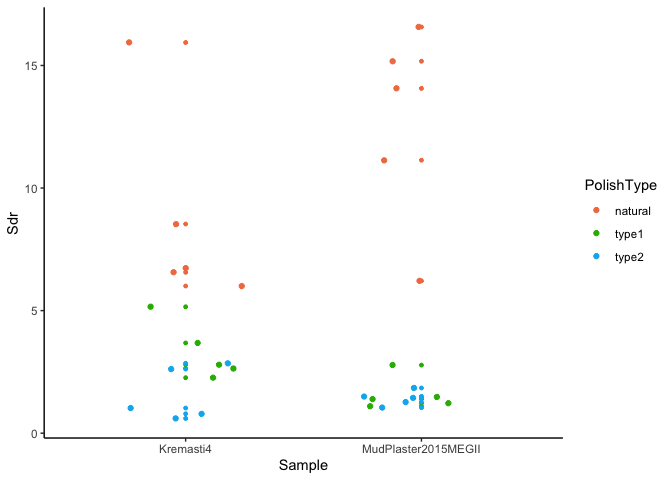 15
10
5
0
Sdr
Kremasti4
MudPlaster2015MEGII
Sample
PolishType
natural
type1
type2